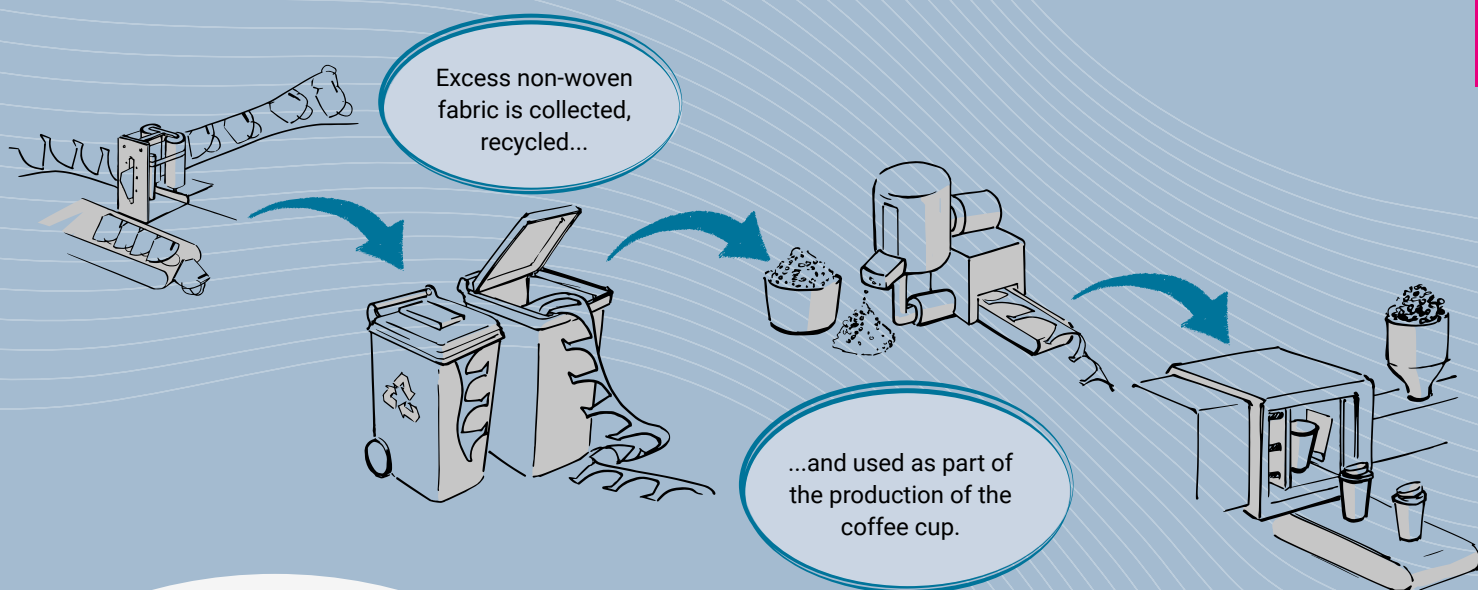 Excess non-woven
fabric is collected,
recycled...
...and used as part of
the production of the
coffee cup.